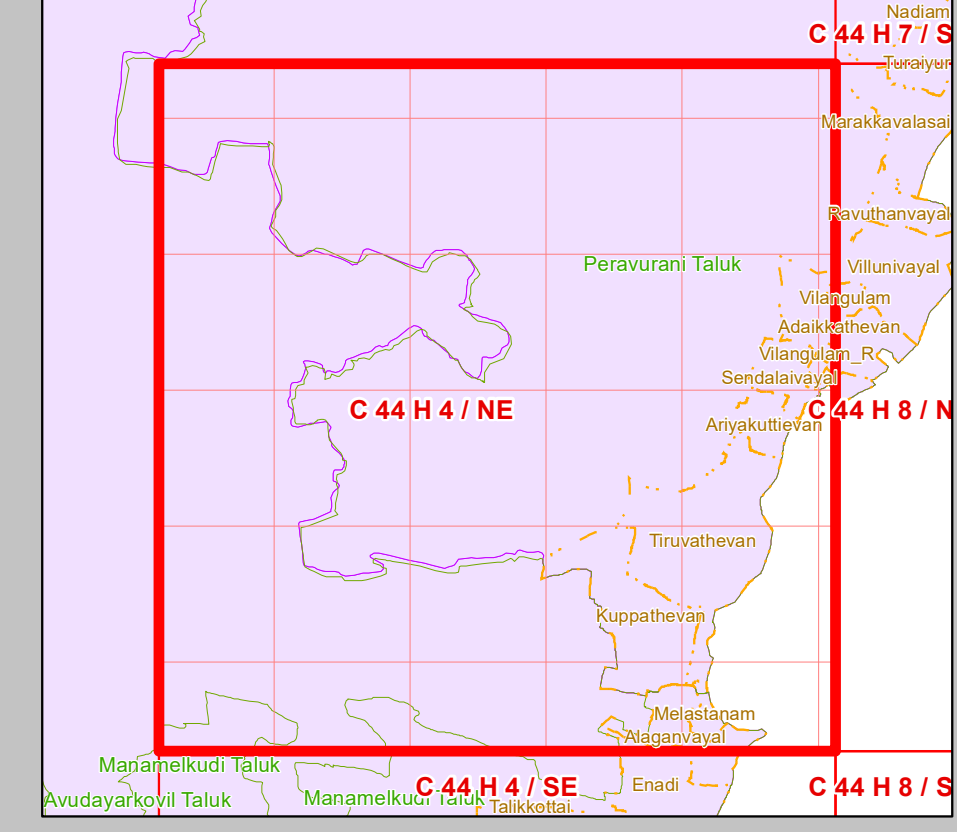 Nadiam
C 44 H 7 / S
Turaiyur
Marakkavalasai
Ravuthanvayal
Peravurani Taluk
Villunivayal
Vilangulam
Adaikkathevan
Vilangulam_R
Sendalaivayal
C 44 H 4 / NE
C 44 H 8 / N
Ariyakuttievan
Tiruvathevan
Kuppathevan
Melastanam
Alaganvayal
Manamelkudi Taluk
Enadi
C 44 H 4 / SE
C 44 H 8 / S
Avudayarkovil Taluk
Manamelkudi Taluk
Talikkottai